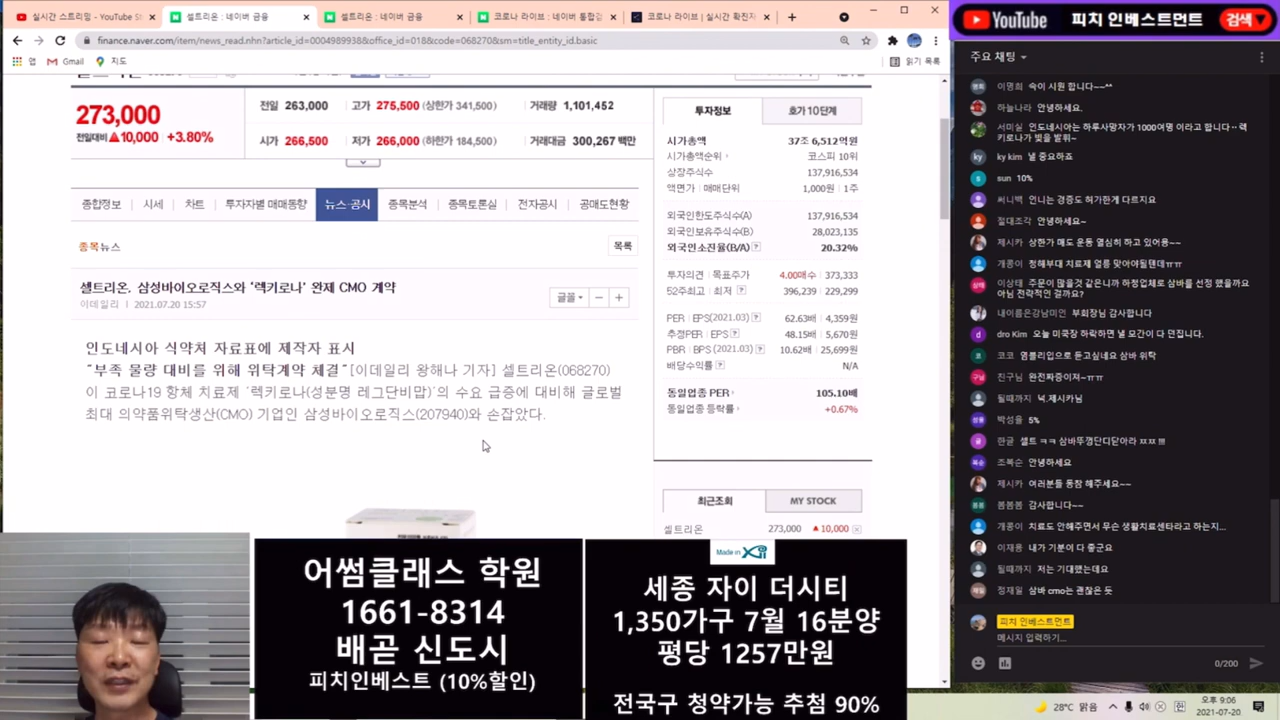 실시간 스트리밍 - YouTube St
셀트리온 : 네이버 금융
셀트리온 : 네이버 금융
코로나 라이브 : 네이버 통합검
코로나 라이브 | 실시간 확진자
finance.naver.com/item/news_read.nhn?article_id=0004989938&office_id=018&code=068270&sm=title_entity_id.basic
앱
Gmail
지도
읽기 목록
273,000
전일대비 ▲10,000 +3.80%
전일 263,000
고가 275,500 (상한가 341,500)
거래량 1,101,452
시가 266,500
저가 266,000 (하한가 184,500)
거래대금 300,267 백만
종합정보
시세
차트
투자자별 매매동향
뉴스·공시
종목분석
종목토론실
전자공시
공매도현황
종목뉴스
목록
셀트리온, 삼성바이오로직스와 '렉키로나' 완제 CMO 계약
이데일리 | 2021.07.20 15:57
글꼴
인도네시아 식약처 자료표에 제작자 표시
"부족 물량 대비를 위해 위탁계약 체결"[이데일리 왕해나 기자] 셀트리온(068270)
이 코로나19 항체 치료제 '렉키로나(성분명 레그단비맙)'의 수요 급증에 대비해 글로벌
최대 의약품위탁생산(CMO) 기업인 삼성바이오로직스(207940)와 손잡았다.
투자정보
호가 10단계
시가총액 37조 6,512억원
시가총액순위 코스피 10위
상장주식수 137,916,534
액면가 | 매매단위 1,000원 | 1주
외국인한도주식수(A) 137,916,534
외국인보유주식수(B) 28,023,135
외국인소진율(B/A) 20.32%
투자의견 | 목표주가 4.00매수 | 373,333
52주최고 | 최저 396,239 | 229,299
PER | EPS(2021.03) 62.63배 | 4,359원
추정PER | EPS 48.15배 | 5,670원
PBR | BPS (2021.03) 10.62배 | 25,699원
배당수익률 N/A
동일업종 PER 105.10배
동일업종 등락률 +0.67%
최근조회
MY STOCK
셀트리온 273,000 ▲10,000
어썸클래스 학원
1661-8314
배곧 신도시
피치인베스트 (10%할인)
Made in Xii
세종 자이 더시티
1,350가구 7월 16분양
평당 1257만원
전국구 청약가능 추첨 90%
YouTube 피치 인베스트먼트 검색▼
주요 채팅
이명희 속이 시원 합니다~~^^
하늘나라 안녕하세요.
서미실 인도네시아는 하루사망자가 1000여명 이라고 합니다.. 렉
키로나가 벗을 발휘~
ky kim 넬 중요하죠
sun 10%
써니백 인니는 경증도 허가한게 다르지요
절대조각 안녕하세요~
제시카 상한가 매도 운동 열심히 하고 있어용~~
개콩이 정해부대 치료제 얼릉 맞아야될텐데ㅠㅠ
이상태 주문이 많을것 같은니까 하청업체로 삼바를 선정 했을까요
아님 전략적인 걸까요?
내이름은강남미인 부회장님 감사합니다
dro Kim 오늘 미국장 하락하면 낼 모간이 다 던집니다.
코코 엠플리업으로 듣고싶네요 삼바 위탁
진구님 완전짜증이져~ㅠㅠ
될때까지 넉.제시카님
박성율 5%
한글 셀트 ㅋㅋ 삼바뚜껑단디닫아라 ㅉㅉ !!!
조복순 안녕하세요
제시카 여러분들 동참 해주세요~~
봄봄봄 감사합니다~~
개콩이 치료도 안해주면서 무슨 생활치료센타라고 하는지...
이재용 내가 기분이 다 좋군요
될때까지 저는 기대했는데요
정재일 삼바 cmo는 괜찮은 듯
피치 인베스트먼트
메시지 입력하기...
0/200
28℃ 맑음
오후 9:06
2021-07-20